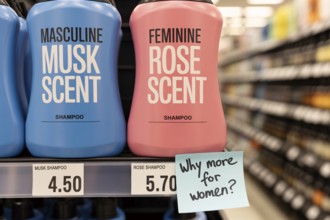 MASCULINE
MUSK
SCENT
SHAMPOO
FEMININE
ROSE
SCENT
SHAMPOO
MUSK SHAMPOO
4.50
ROSE SHAMPOO
5.70
Why more
for
women?